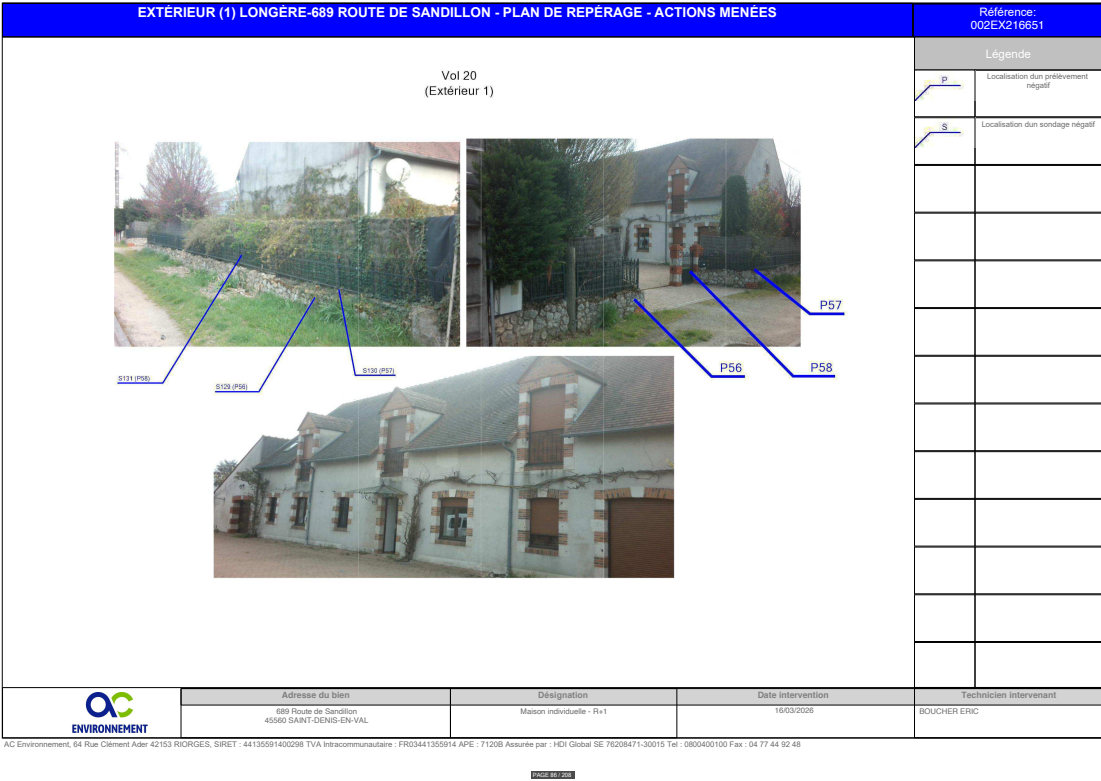 EXTÉRIEUR (1) LONGÈRE-689 ROUTE DE SANDILLON - PLAN DE REPÉRAGE - ACTIONS MENÉES
Référence:
002EX216651
Légende
P
Localisation dun prélèvement
négatif
S
Localisation dun sondage négatif
Vol 20
(Extérieur 1)
P57
P56
P58
S131 (P58)
S129 (P56)
S130 (P57)
ac
ENVIRONNEMENT
Adresse du bien
689 Route de Sandillon
45560 SAINT-DENIS-EN-VAL
Désignation
Maison individuelle - R+1
Date intervention
16/03/2026
Technicien intervenant
BOUCHER ERIC
AC Environnement, 64 Rue Clément Ader 42153 RIORGES, SIRET : 44135591400298 TVA Intracommunautaire : FR03441355914 APE : 7120B Assurée par : HDI Global SE 76208471-30015 Tel : 0800400100 Fax : 04 77 44 92 48
PAGE 86 / 208